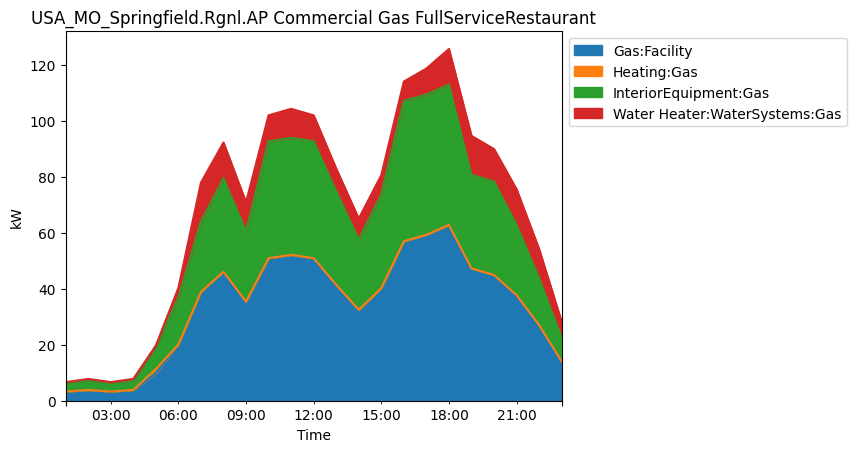 USA_MO_Springfield.Rgnl.AP Commercial Gas FullServiceRestaurant
Gas:Facility
Heating:Gas
InteriorEquipment:Gas
Water Heater:WaterSystems:Gas
kW
120
100
80
60
40
20
0
03:00 06:00 09:00 12:00 15:00 18:00 21:00
Time